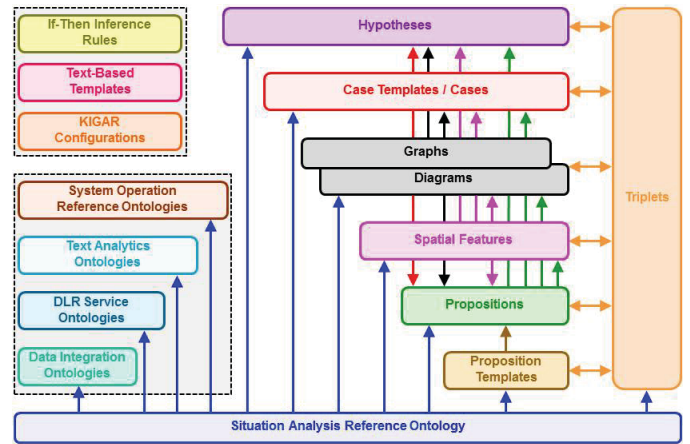 If-Then Inference
Rules
Text-Based
Templates
KIGAR
Configurations
System Operation
Reference Ontologies
Text Analytics
Ontologies
DLR Service
Ontologies
Data Integration
Ontologies
Hypotheses
Case Templates / Cases
Graphs
Diagrams
Spatial Features
Propositions
Proposition
Templates
Triplets
Situation Analysis Reference Ontology